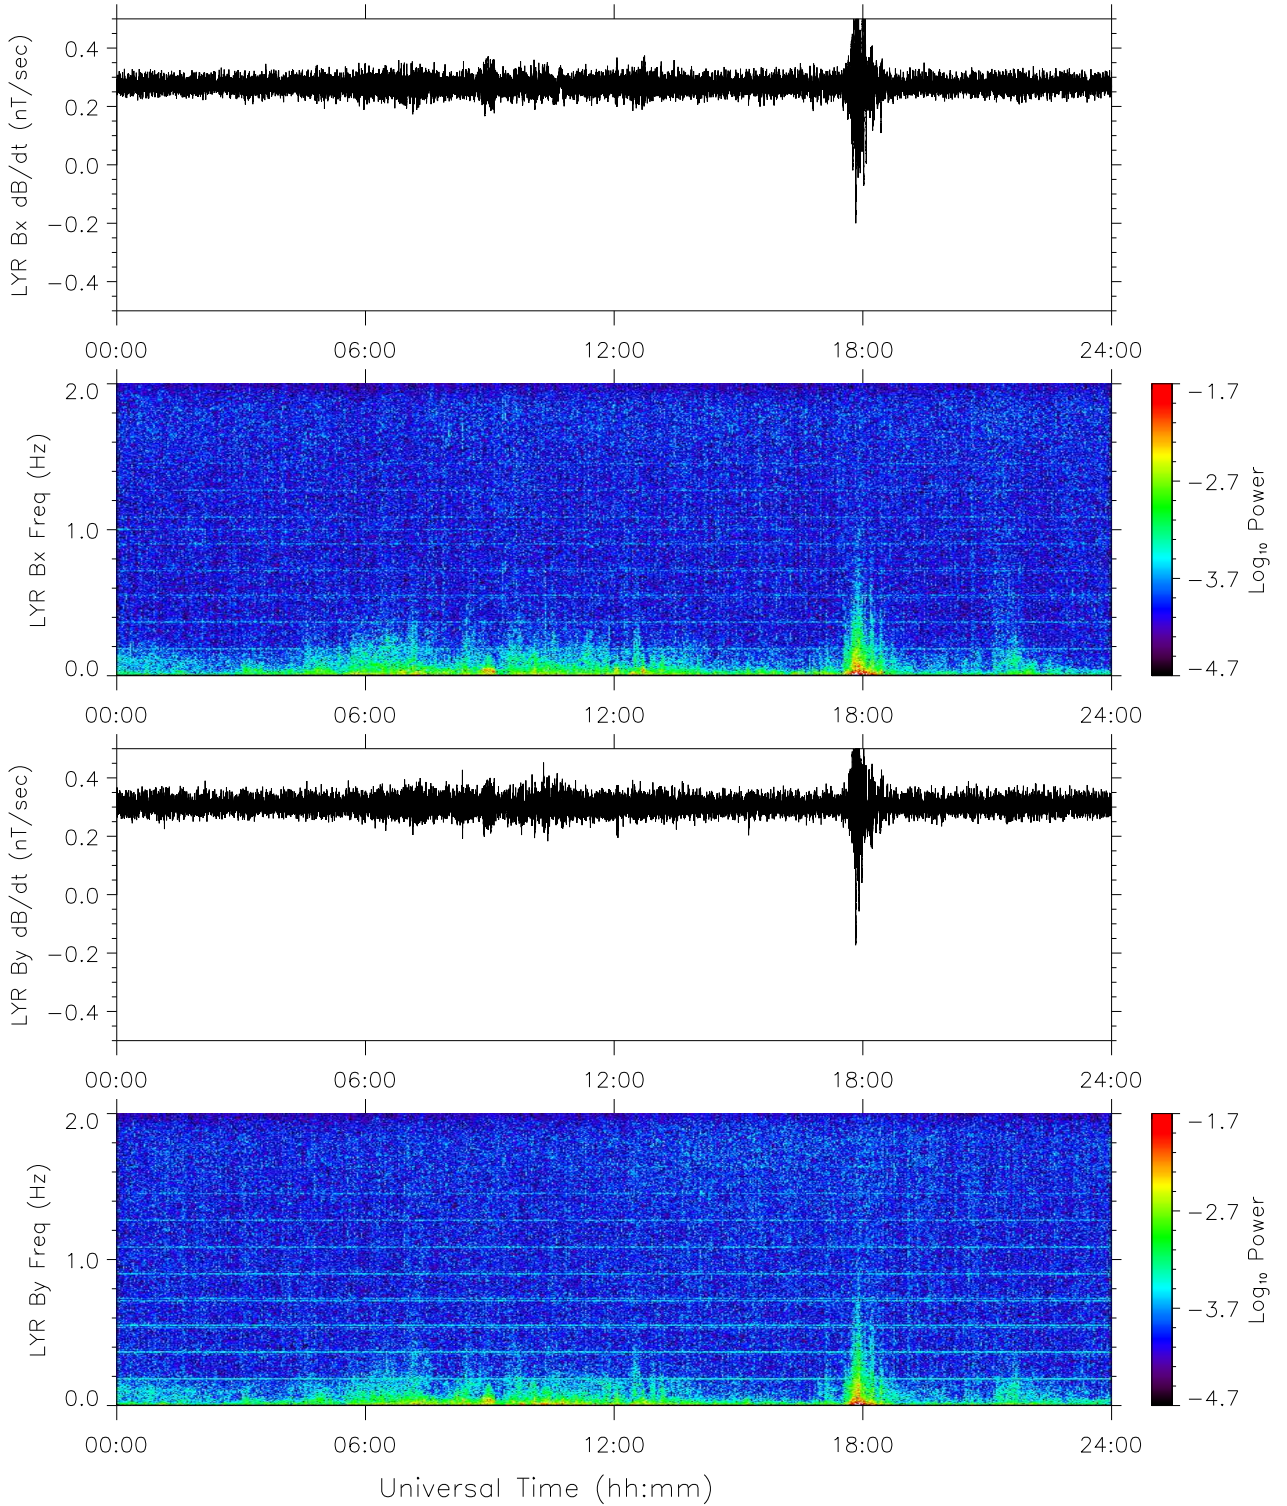 LYR Bx dB/dt (nT/sec)
0.4
0.2
0.0
−0.2
−0.4
00:00 06:00 12:00 18:00 24:00
LYR Bx Freq (Hz)
2.0
1.0
0.0
−1.7
−2.7
−3.7
−4.7
Log₁₀ Power
00:00 06:00 12:00 18:00 24:00
LYR By dB/dt (nT/sec)
0.4
0.2
0.0
−0.2
−0.4
00:00 06:00 12:00 18:00 24:00
LYR By Freq (Hz)
2.0
1.0
0.0
−1.7
−2.7
−3.7
−4.7
Log₁₀ Power
00:00 06:00 12:00 18:00 24:00
Universal Time (hh:mm)